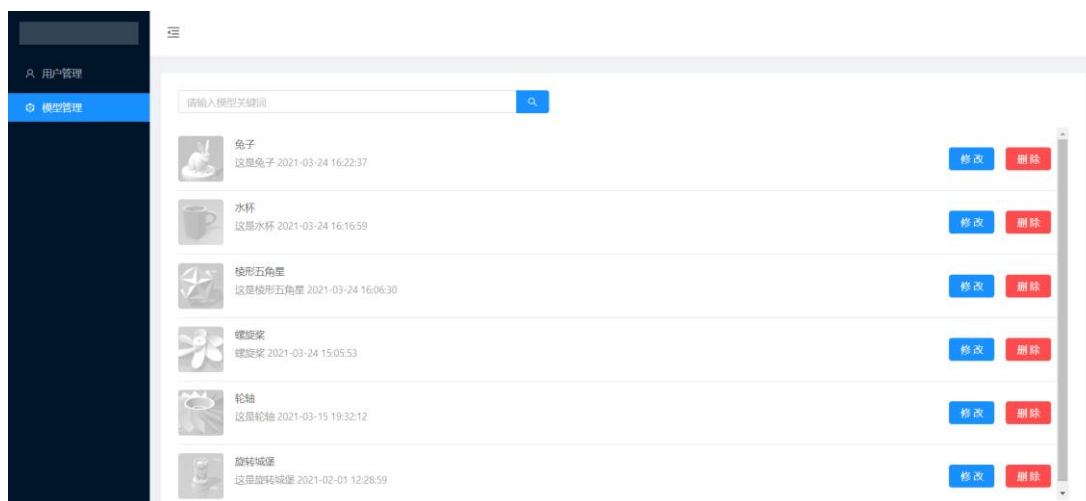 用户管理
模型管理
请输入模型关键词
兔子
这是兔子 2021-03-24 16:22:37
修 改
删 除
水杯
这是水杯 2021-03-24 16:16:59
修 改
删 除
棱形五角星
这是棱形五角星 2021-03-24 16:06:30
修 改
删 除
螺旋桨
螺旋桨 2021-03-24 15:05:53
修 改
删 除
轮轴
这是轮轴 2021-03-15 19:32:12
修 改
删 除
旋转城堡
这是旋转城堡 2021-02-01 12:28:59
修 改
删 除